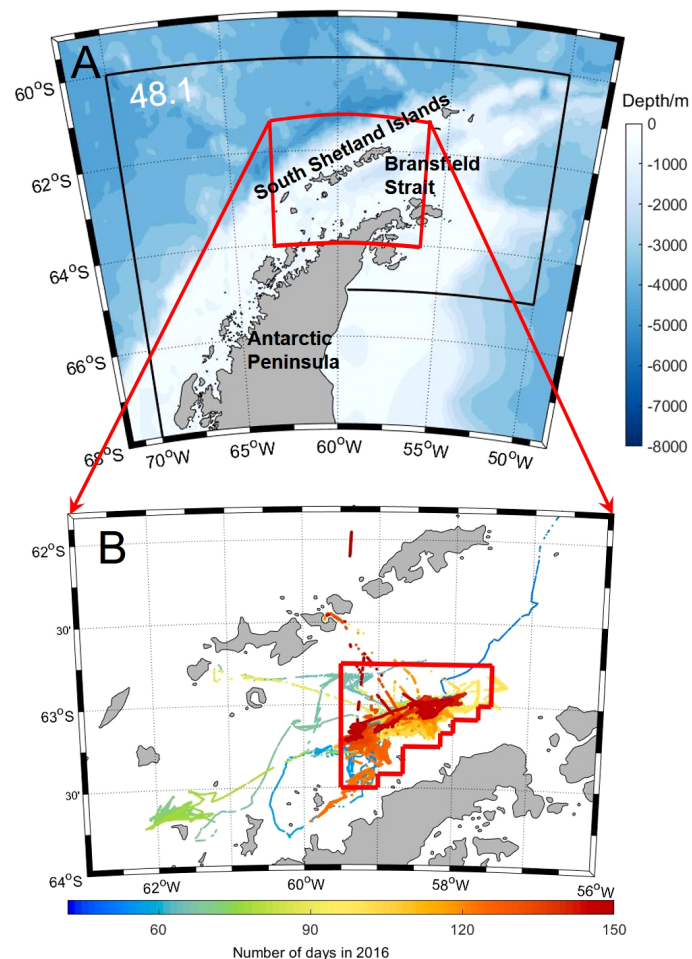 A
60°S
48.1
Depth/m
0
South Shetland Islands
Bransfield
Strait
-1000
62°S
-2000
-3000
64°S
-4000
-5000
Antarctic
Peninsula
66°S
-6000
-7000
-8000
68°S
70°W
65°W
60°W
55°W
50°W
B
62°S
30'
63°S
30'
64°S
62°W
60°W
58°W
56°W
60
90
120
150
Number of days in 2016